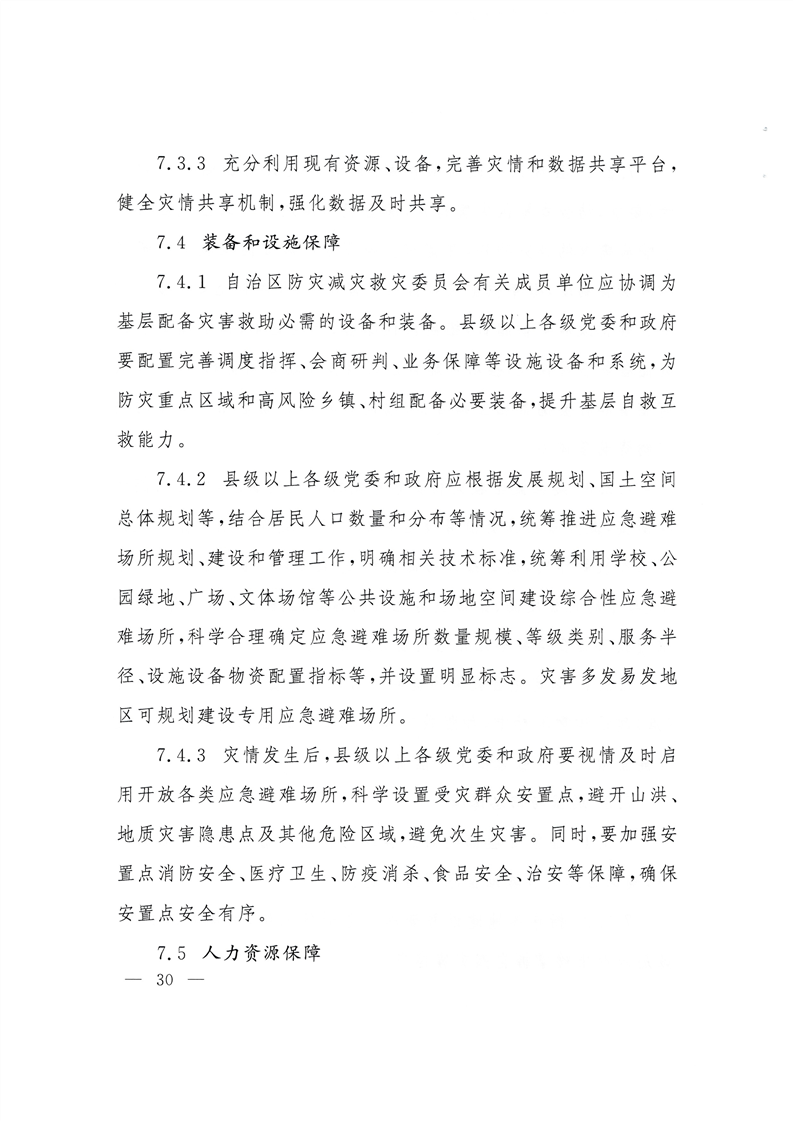 7.3.3 充分利用现有资源、设备,完善灾情和数据共享平台,
健全灾情共享机制,强化数据及时共享。
7.4 装备和设施保障
7.4.1 自治区防灾减灾救灾委员会有关成员单位应协调为
基层配备灾害救助必需的设备和装备。县级以上各级党委和政府
要配置完善调度指挥、会商研判、业务保障等设施设备和系统,为
防灾重点区域和高风险乡镇、村组配备必要装备,提升基层自救互
救能力。
7.4.2 县级以上各级党委和政府应根据发展规划、国土空间
总体规划等,结合居民人口数量和分布等情况,统筹推进应急避难
场所规划、建设和管理工作,明确相关技术标准,统筹利用学校、公
园绿地、广场、文体场馆等公共设施和场地空间建设综合性应急避
难场所,科学合理确定应急避难场所数量规模、等级类别、服务半
径、设施设备物资配置指标等,并设置明显标志。灾害多发易发地
区可规划建设专用应急避难场所。
7.4.3 灾情发生后,县级以上各级党委和政府要视情及时启
用开放各类应急避难场所,科学设置受灾群众安置点,避开山洪、
地质灾害隐患点及其他危险区域,避免次生灾害。同时,要加强安
置点消防安全、医疗卫生、防疫消杀、食品安全、治安等保障,确保
安置点安全有序。
7.5 人力资源保障
— 30 —